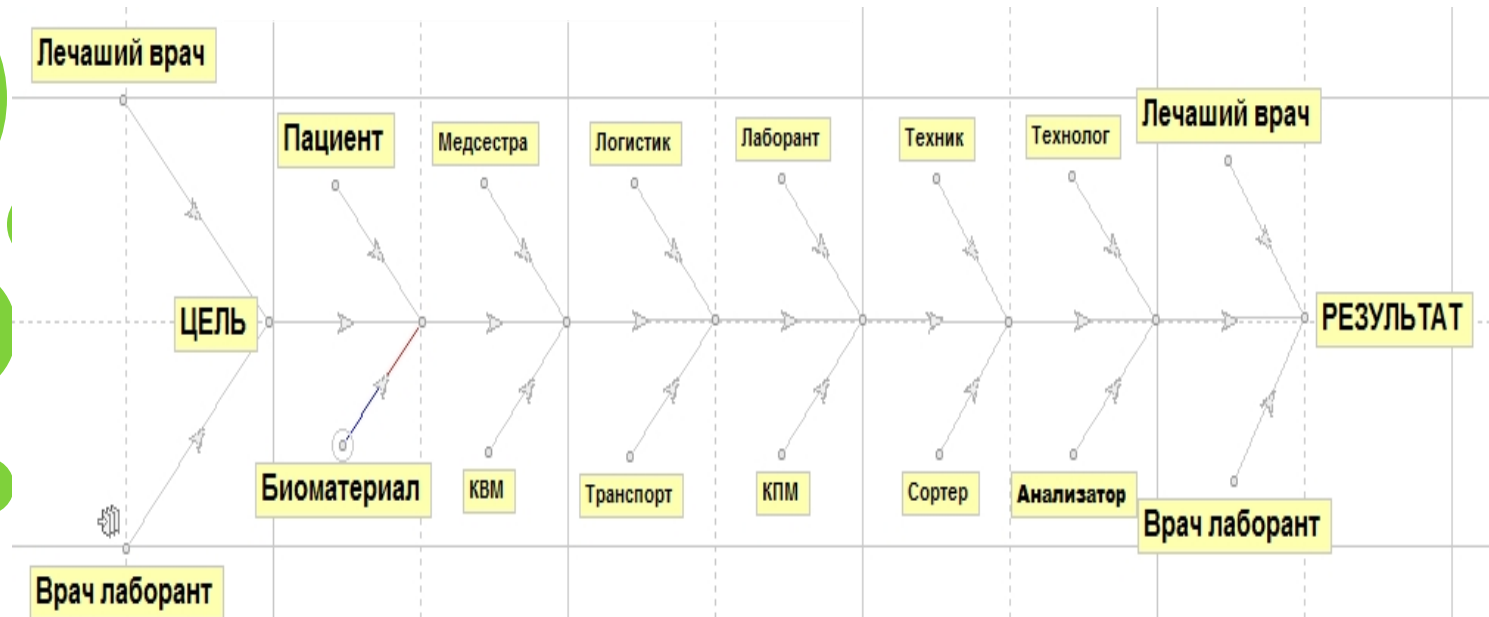 Лечаший врач
Пациент
Медсестра
Логистик
Лаборант
Техник
Технолог
Лечаший врач
ЦЕЛЬ
РЕЗУЛЬТАТ
Биоматериал
КВМ
Транспорт
КПМ
Сортер
Анализатор
Врач лаборант
Врач лаборант